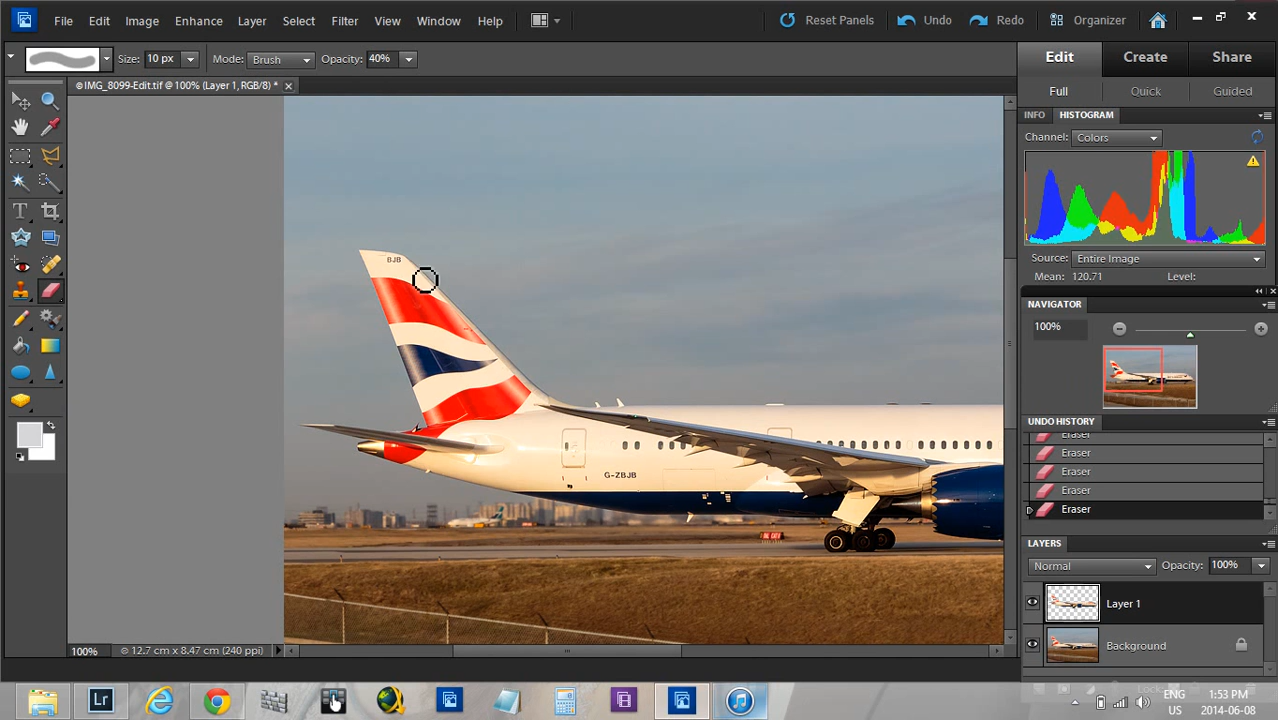 File Edit Image Enhance Layer Select Filter View Window Help Reset Panels Undo Redo Organizer
Size: 10 px Mode: Brush Opacity: 40%
Edit Create Share
Full Quick Guided
IMG_8099-Edit.tif @ 100% (Layer 1, RGB/8) *
INFO HISTOGRAM
Channel: Colors
Source: Entire Image
Mean: 120.71 Level:
NAVIGATOR
100%
UNDO HISTORY
Eraser
Eraser
Eraser
Eraser
Eraser
LAYERS
Normal Opacity: 100%
Layer 1
Background
BJB
G-ZBJB
T
100% 12.7 cm x 8.47 cm (240 ppi)
Lr
ENG
US
1:53 PM
2014-06-08